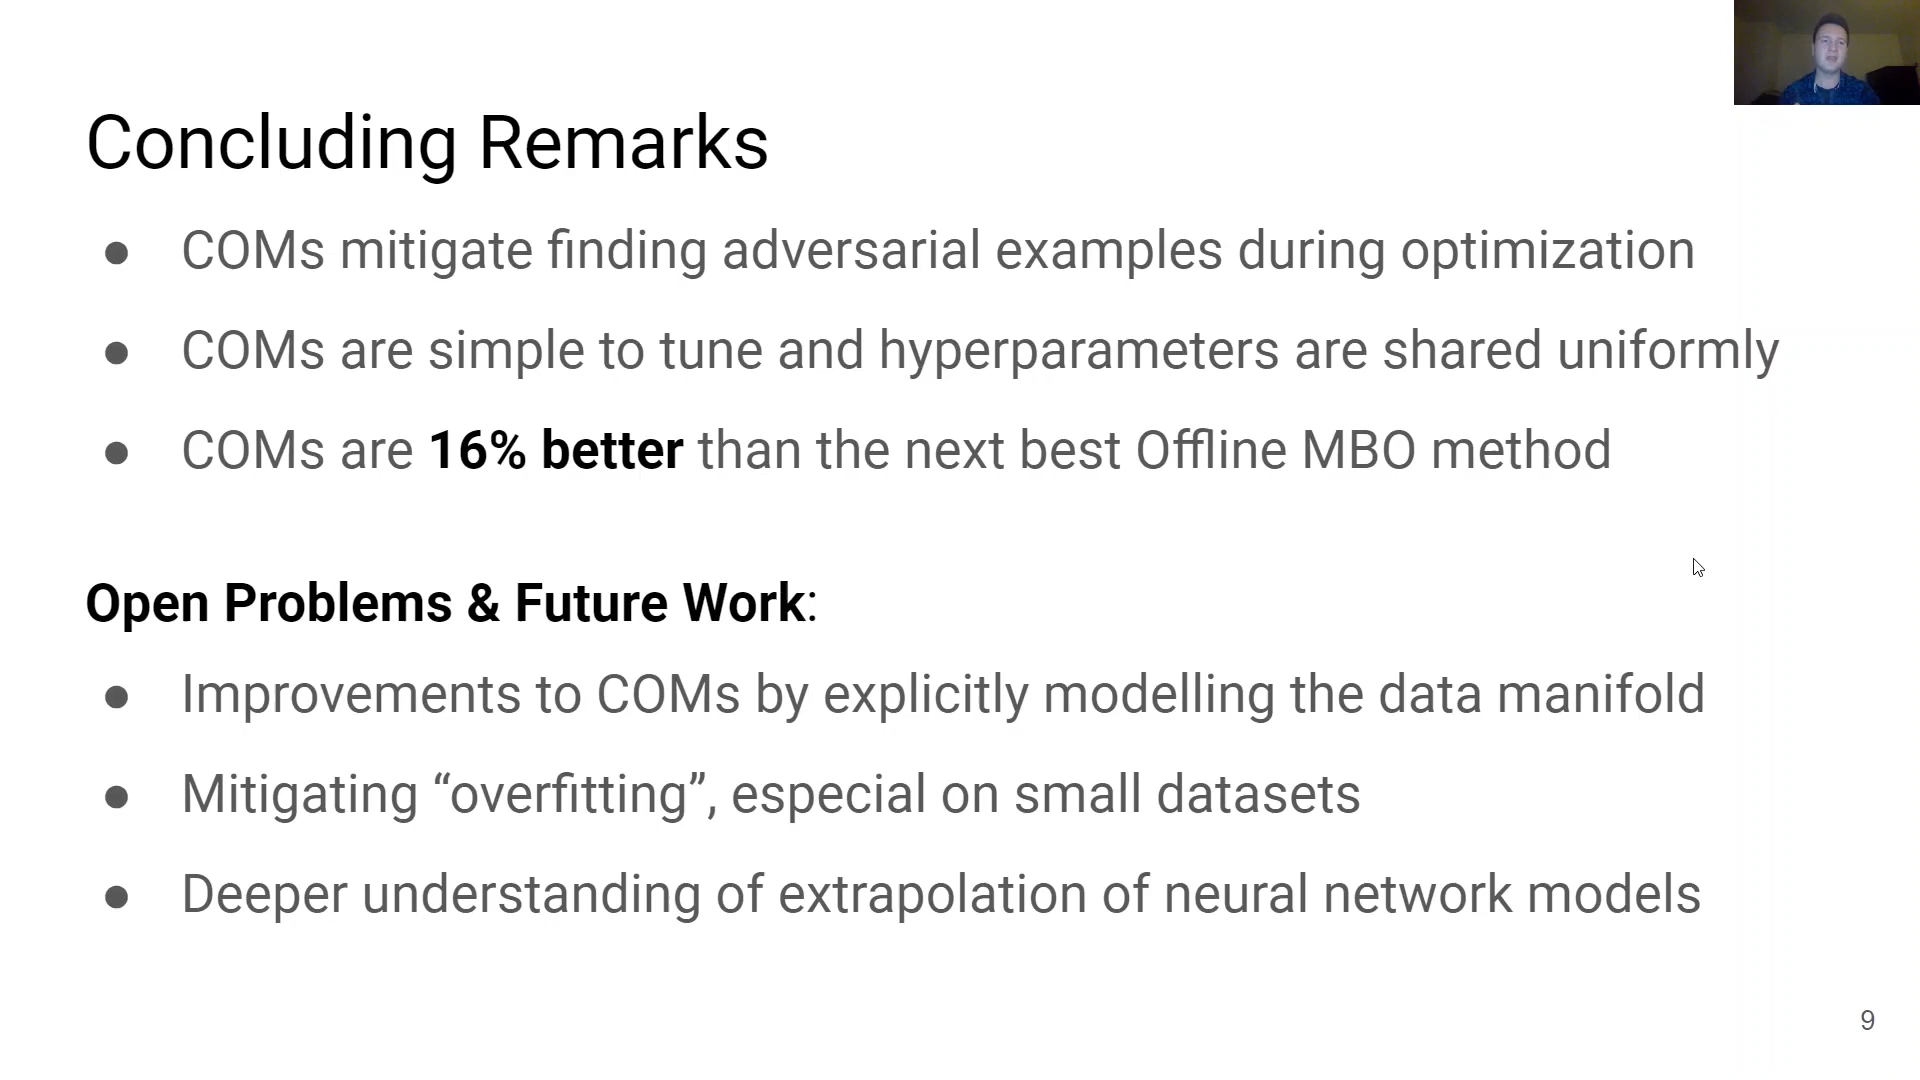 Concluding Remarks
● COMs mitigate finding adversarial examples during optimization
● COMs are simple to tune and hyperparameters are shared uniformly
● COMs are 16% better than the next best Offline MBO method
Open Problems & Future Work:
● Improvements to COMs by explicitly modelling the data manifold
● Mitigating “overfitting”, especial on small datasets
● Deeper understanding of extrapolation of neural network models
9